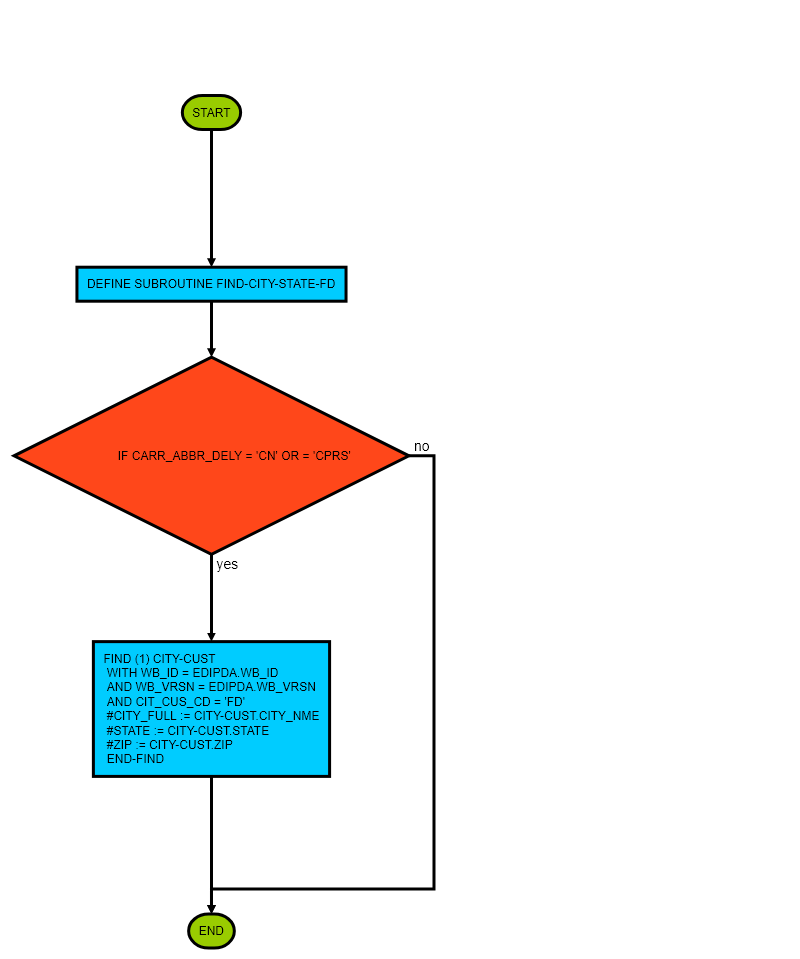 START
DEFINE SUBROUTINE FIND-CITY-STATE-FD
IF CARR_ABBR_DELY = 'CN' OR = 'CPRS'
no
yes
FIND (1) CITY-CUST
WITH WB_ID = EDIPDA.WB_ID
AND WB_VRSN = EDIPDA.WB_VRSN
AND CIT_CUS_CD = 'FD'
#CITY_FULL := CITY-CUST.CITY_NME
#STATE := CITY-CUST.STATE
#ZIP := CITY-CUST.ZIP
END-FIND
END